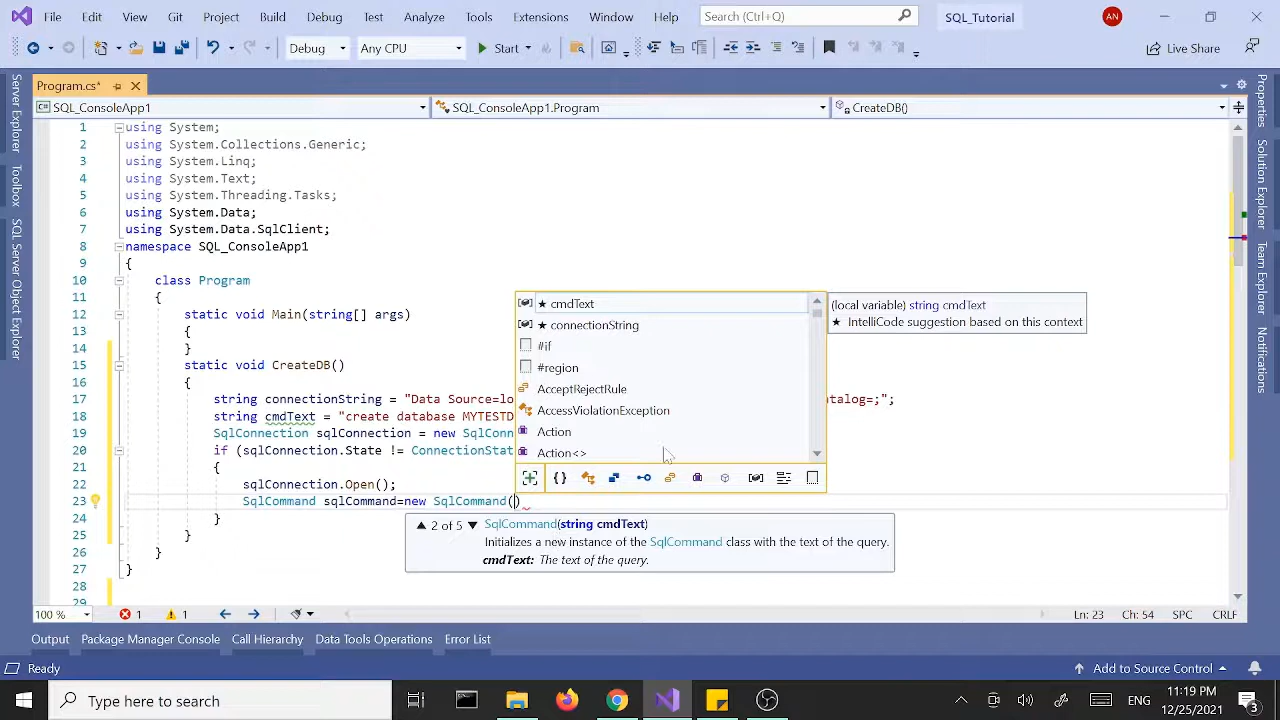 File Edit View Git Project Build Debug Test Analyze Tools Extensions Window Help Search (Ctrl+Q) SQL_Tutorial AN
Debug Any CPU Start Live Share
Program.cs*
SQL_ConsoleApp1 SQL_ConsoleApp1.Program CreateDB()
1 using System;
2 using System.Collections.Generic;
3 using System.Linq;
4 using System.Text;
5 using System.Threading.Tasks;
6 using System.Data;
7 using System.Data.SqlClient;
8 namespace SQL_ConsoleApp1
9 {
10 class Program
11 {
12 static void Main(string[] args)
13 {
14 }
15 static void CreateDB()
16 {
17 string connectionString = "Data Source=lo atalog=;";
18 string cmdText = "create database MYTESTD
19 SqlConnection sqlConnection = new SqlConn
20 if (sqlConnection.State != ConnectionStat
21 {
22 sqlConnection.Open();
23 SqlCommand sqlCommand=new SqlCommand()
24 }
25 }
26 }
27 }
28
29
★ cmdText
★ connectionString
#if
#region
AcceptRejectRule
AccessViolationException
Action
Action<>
(local variable) string cmdText
★ IntelliCode suggestion based on this context
▲ 2 of 5 ▼ SqlCommand(string cmdText)
Initializes a new instance of the SqlCommand class with the text of the query.
cmdText: The text of the query.
Server Explorer
Toolbox
SQL Server Object Explorer
Properties
Solution Explorer
Team Explorer
Notifications
100 % 1 1 Ln: 23 Ch: 54 SPC CRLF
Output Package Manager Console Call Hierarchy Data Tools Operations Error List
Ready Add to Source Control
Type here to search ENG 11:19 PM
12/25/2021 3